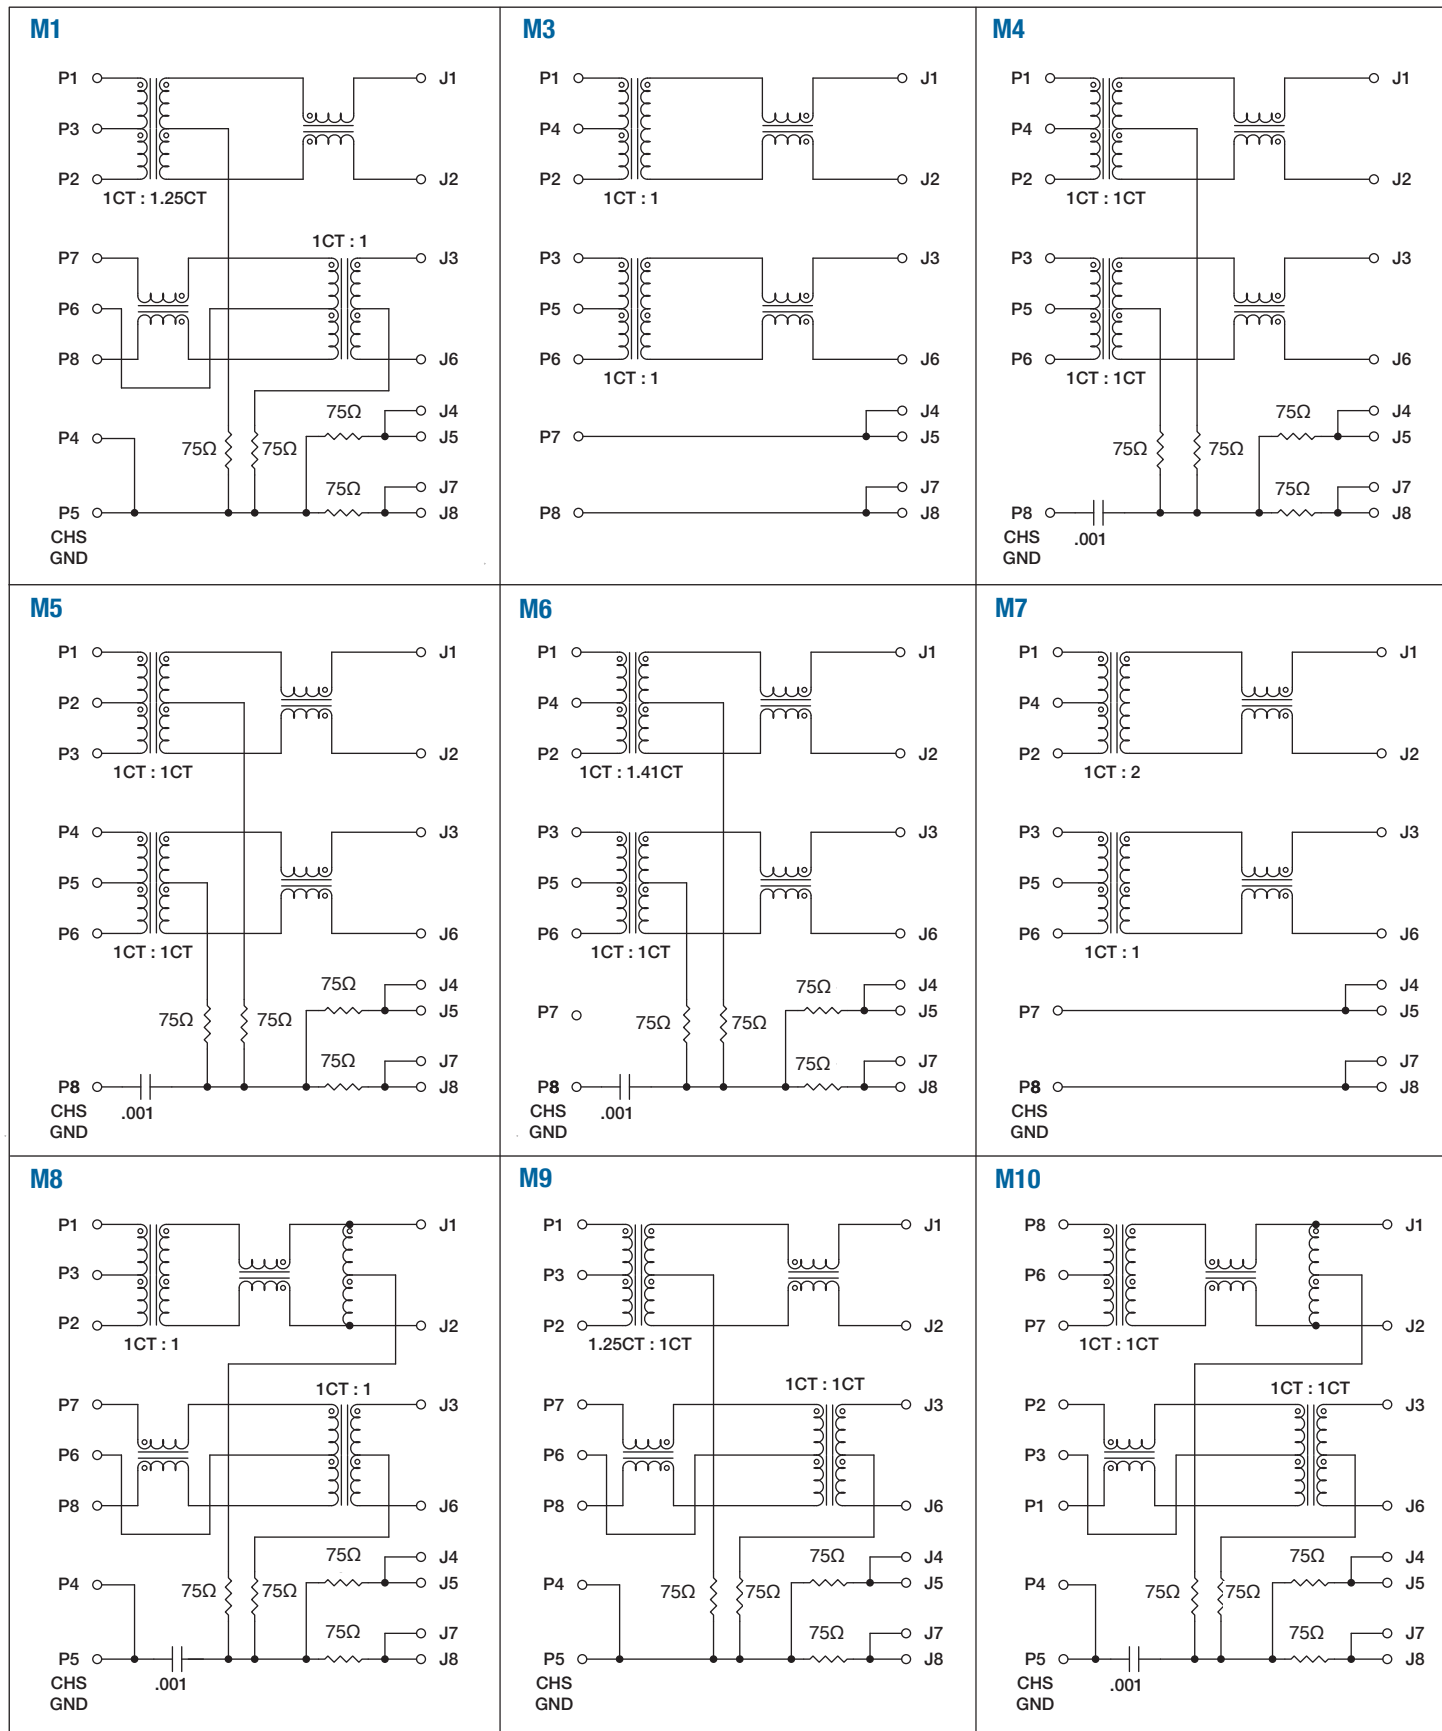 M1
P1
J1
P3
P2
J2
1CT : 1.25CT
1CT : 1
P7
J3
P6
P8
J6
75Ω
J4
P4
75Ω
75Ω
J5
75Ω
J7
P5
J8
CHS
GND
M3
P1
J1
P4
P2
J2
1CT : 1
P3
J3
P5
P6
J6
1CT : 1
J4
P7
J5
J7
P8
J8
M4
P1
J1
P4
P2
J2
1CT : 1CT
P3
J3
P5
P6
J6
1CT : 1CT
75Ω
J4
75Ω
75Ω
J5
75Ω
J7
P8
J8
CHS
.001
GND
M5
P1
J1
P2
P3
J2
1CT : 1CT
P4
J3
P5
P6
J6
1CT : 1CT
75Ω
J4
75Ω
75Ω
J5
75Ω
J7
P8
J8
CHS
.001
GND
M6
P1
J1
P4
P2
J2
1CT : 1.41CT
P3
J3
P5
P6
J6
1CT : 1CT
75Ω
J4
P7
75Ω
75Ω
J5
75Ω
J7
P8
J8
CHS
.001
GND
M7
P1
J1
P4
P2
J2
1CT : 2
P3
J3
P5
P6
J6
1CT : 1
J4
P7
J5
J7
P8
J8
CHS
GND
M8
P1
J1
P3
P2
J2
1CT : 1
1CT : 1
P7
J3
P6
P8
J6
75Ω
J4
P4
75Ω
75Ω
J5
75Ω
J7
P5
J8
CHS
.001
GND
M9
P1
J1
P3
P2
J2
1.25CT : 1CT
1CT : 1CT
P7
J3
P6
P8
J6
75Ω
J4
P4
75Ω
75Ω
J5
75Ω
J7
P5
J8
CHS
GND
M10
P8
J1
P6
P7
J2
1CT : 1CT
1CT : 1CT
P2
J3
P3
P1
J6
75Ω
J4
P4
75Ω
75Ω
J5
75Ω
J7
P5
J8
CHS
.001
GND